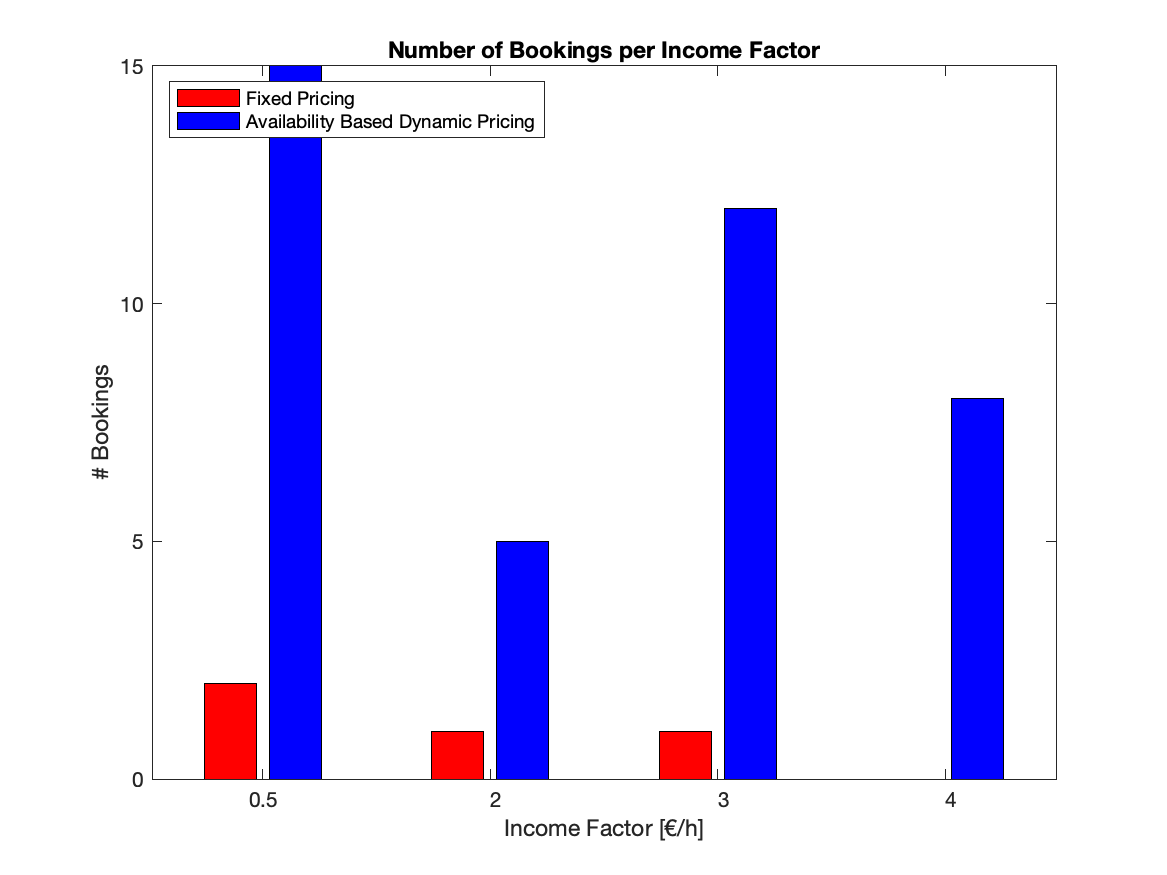 Number of Bookings per Income Factor
15
Fixed Pricing
Availability Based Dynamic Pricing
10
# Bookings
5
0
0.5 2 3 4
Income Factor [€/h]